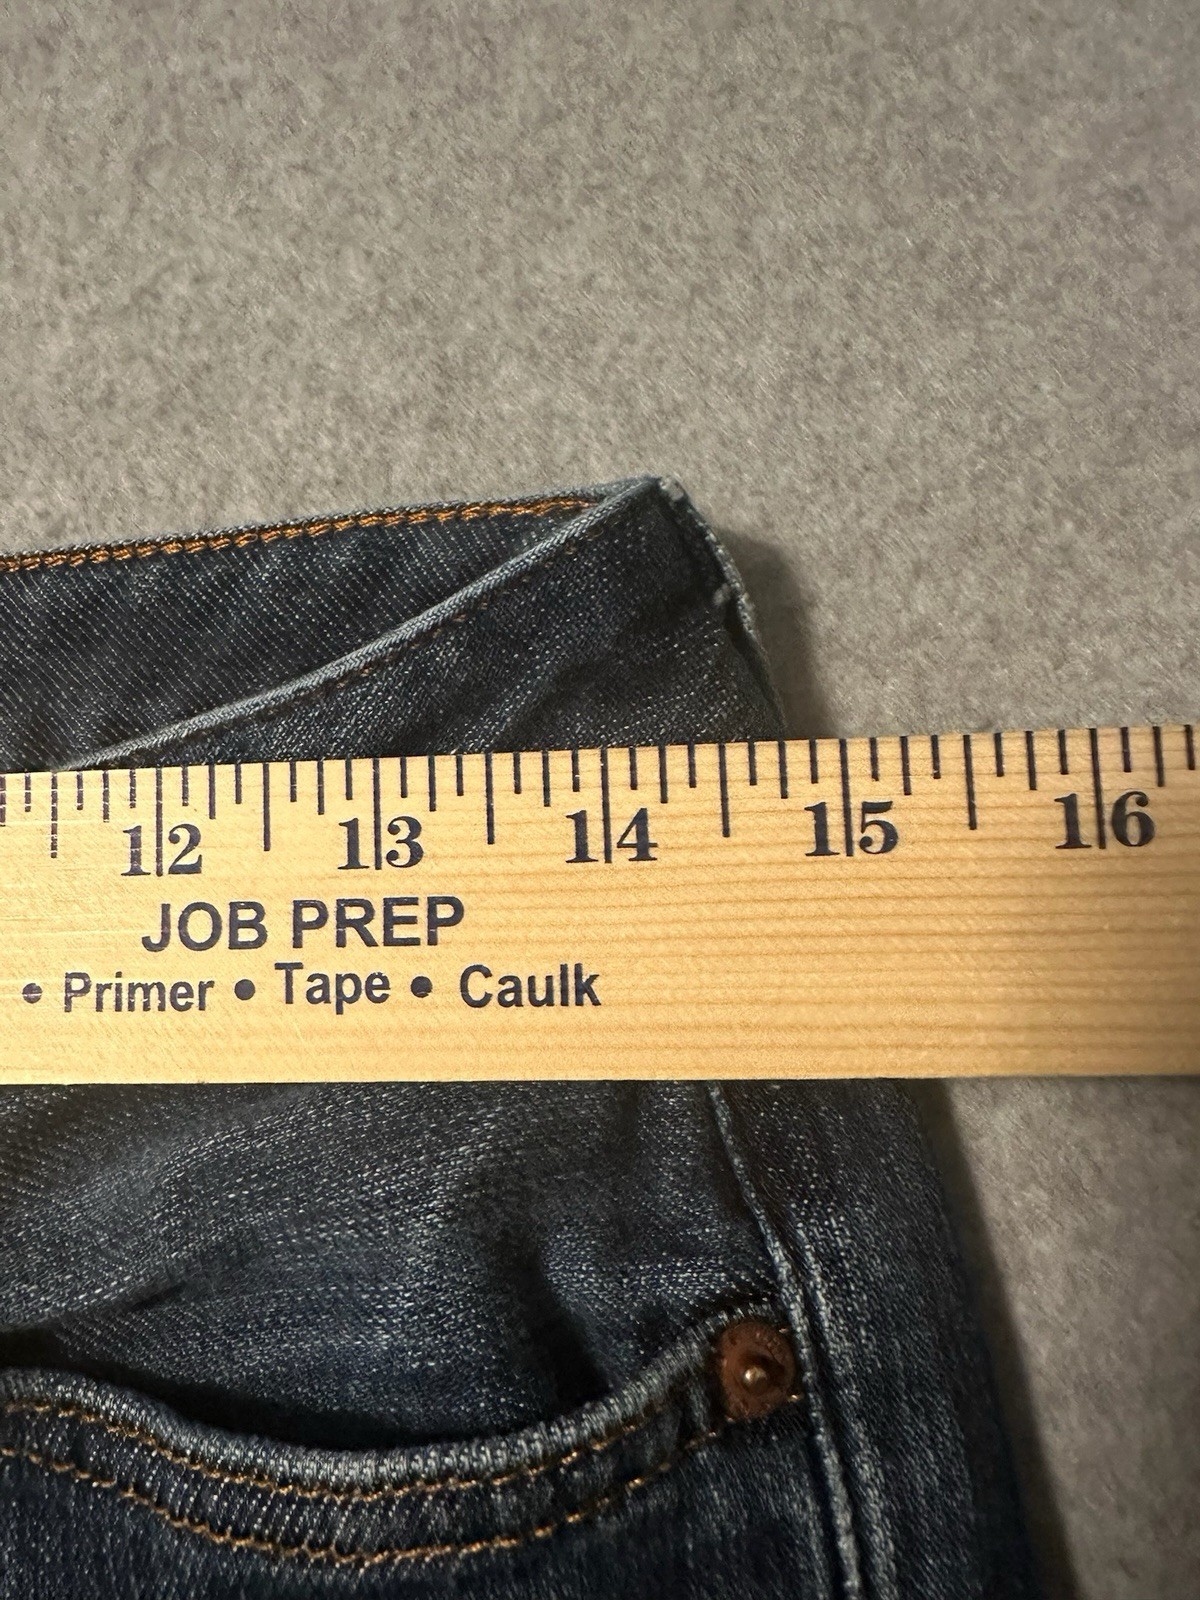 12 13 14 15 16
JOB PREP
• Primer • Tape • Caulk